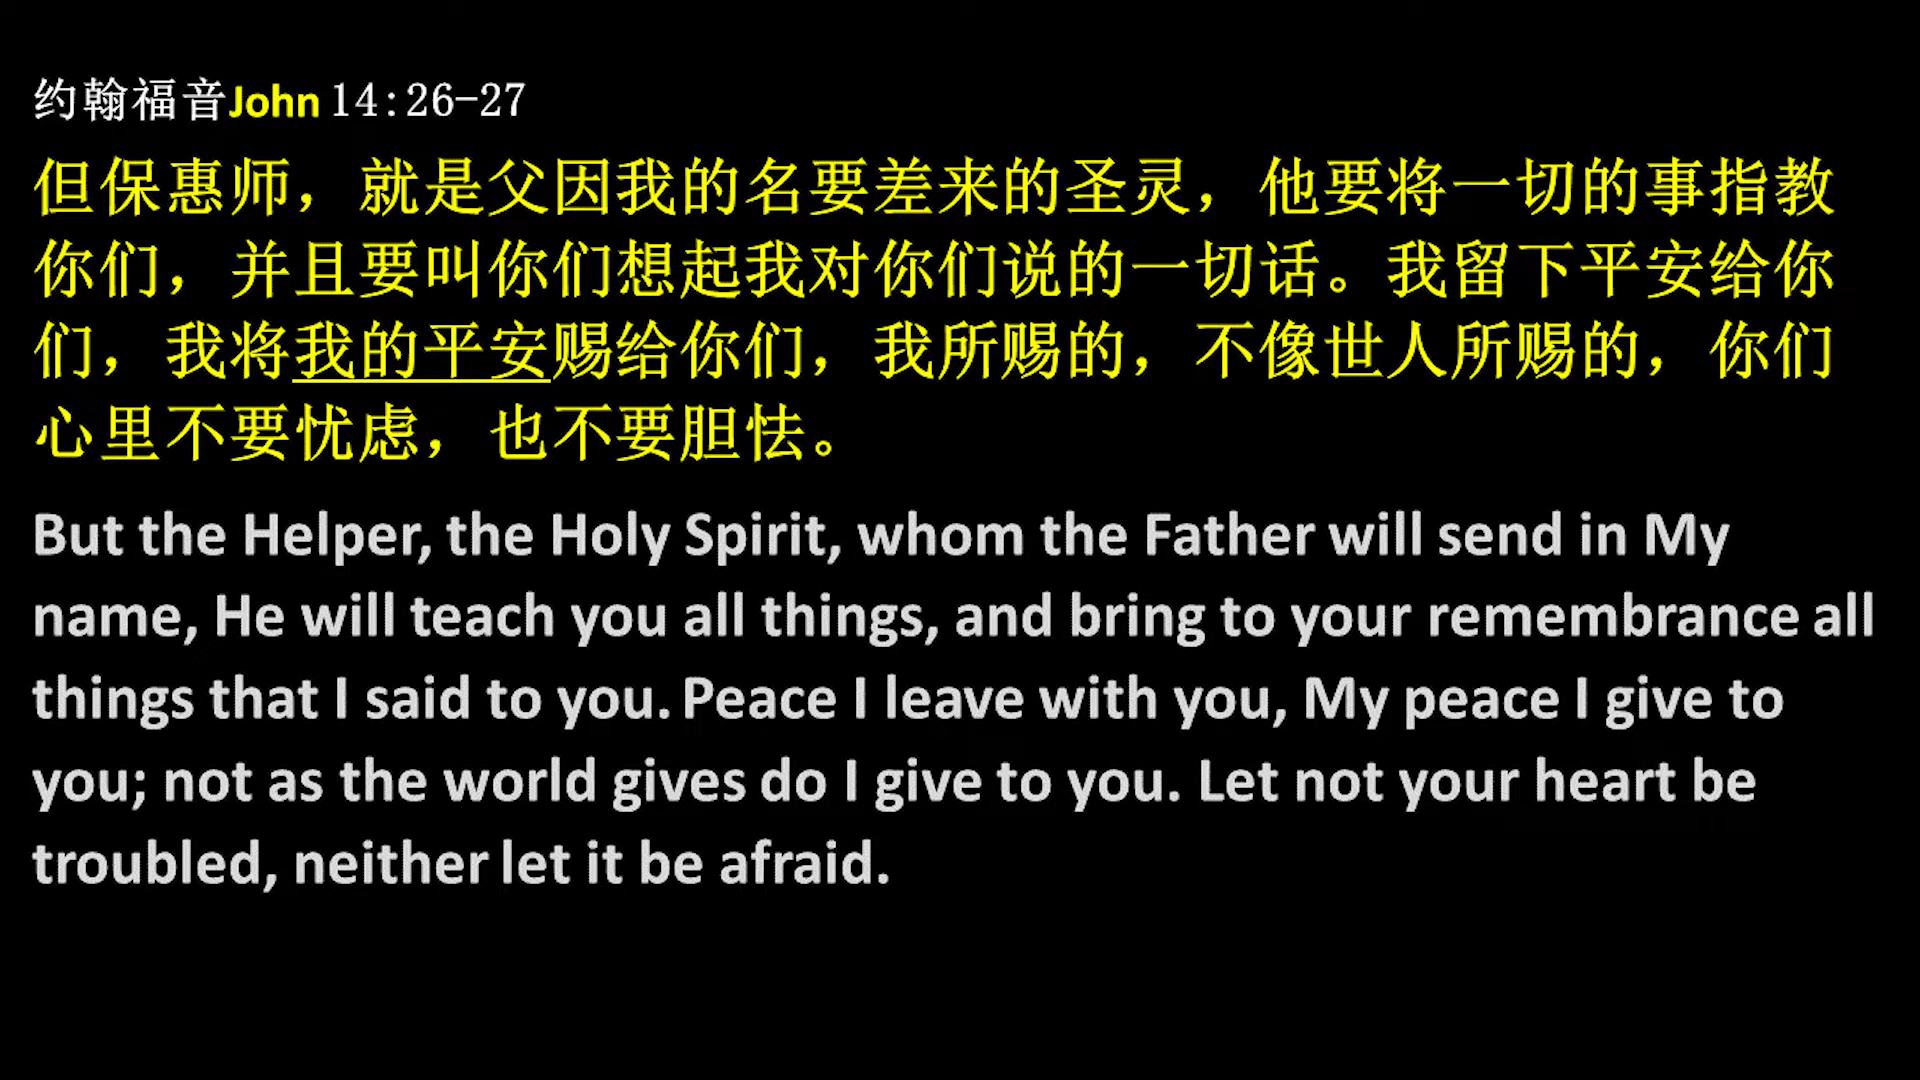 约翰福音John 14:26-27
但保惠师，就是父因我的名要差来的圣灵，他要将一切的事指教
你们，并且要叫你们想起我对你们说的一切话。我留下平安给你
们，我将我的平安赐给你们，我所赐的，不像世人所赐的，你们
心里不要忧虑，也不要胆怯。
But the Helper, the Holy Spirit, whom the Father will send in My
name, He will teach you all things, and bring to your remembrance all
things that I said to you. Peace I leave with you, My peace I give to
you; not as the world gives do I give to you. Let not your heart be
troubled, neither let it be afraid.